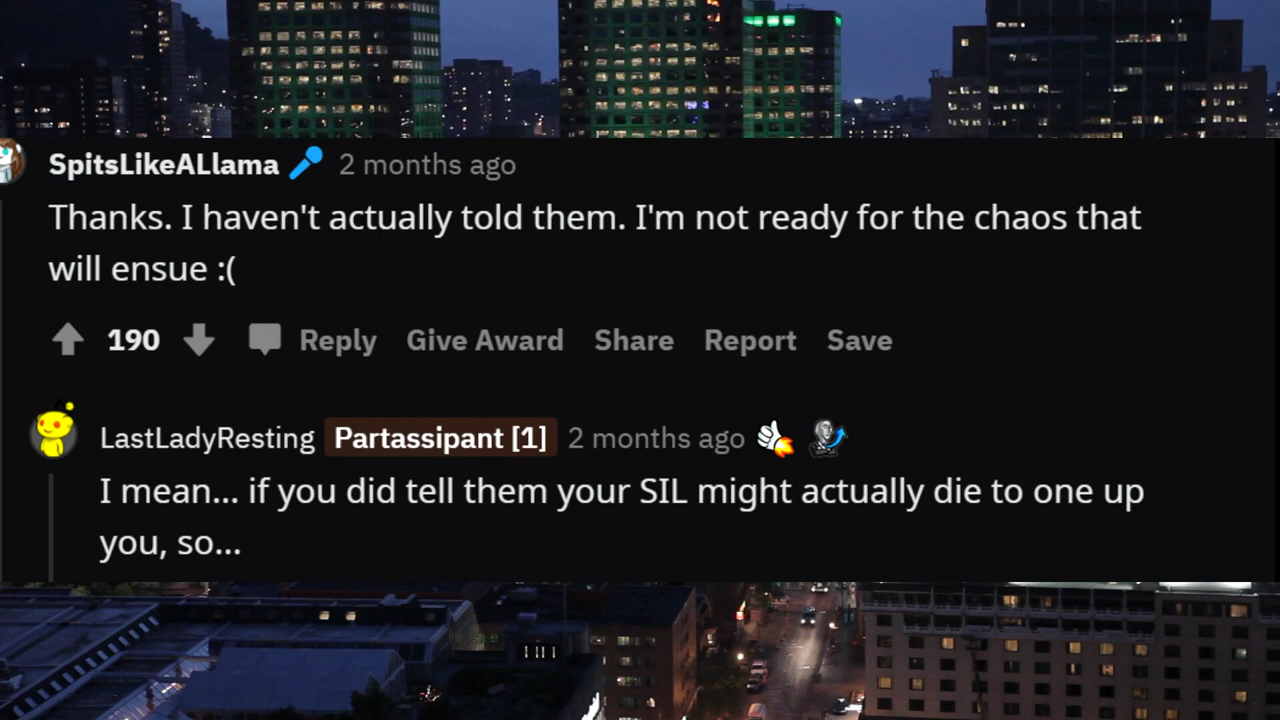 SpitsLikeALlama 2 months ago
Thanks. I haven't actually told them. I'm not ready for the chaos that
will ensue :(
190 Reply Give Award Share Report Save
LastLadyResting Partassipant [1] 2 months ago
I mean... if you did tell them your SIL might actually die to one up
you, so...